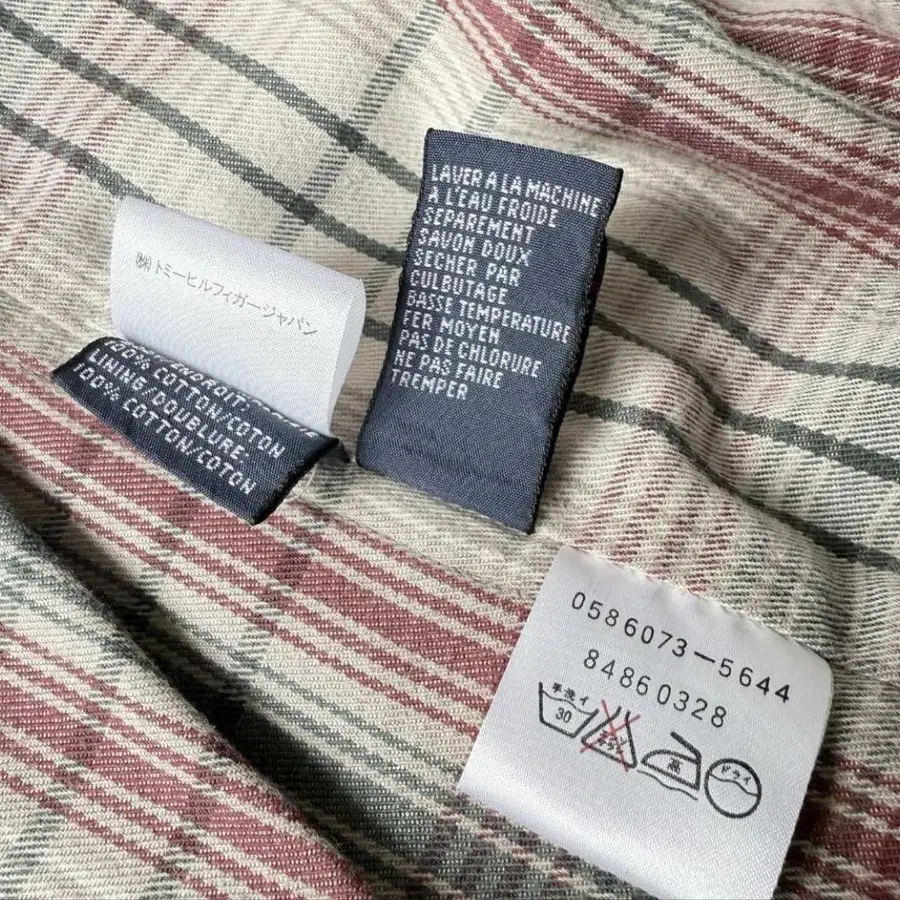 LAVER A LA MACHINE
À L'EAU FROIDE
SEPAREMENT
SAVON DOUX
SECHER PAR
CULBUTAGE
BASSE TEMPERATURE
FER MOYEN
PAS DE CHLORURE
NE PAS FAIRE
TREMPER
㈱トミーヒルフィガージャパン
100% COTTON/COTON
LINING/DOUBLURE:
100% COTTON/COTON
0586073-5644
84860328
手洗イ
30
高
ドライ